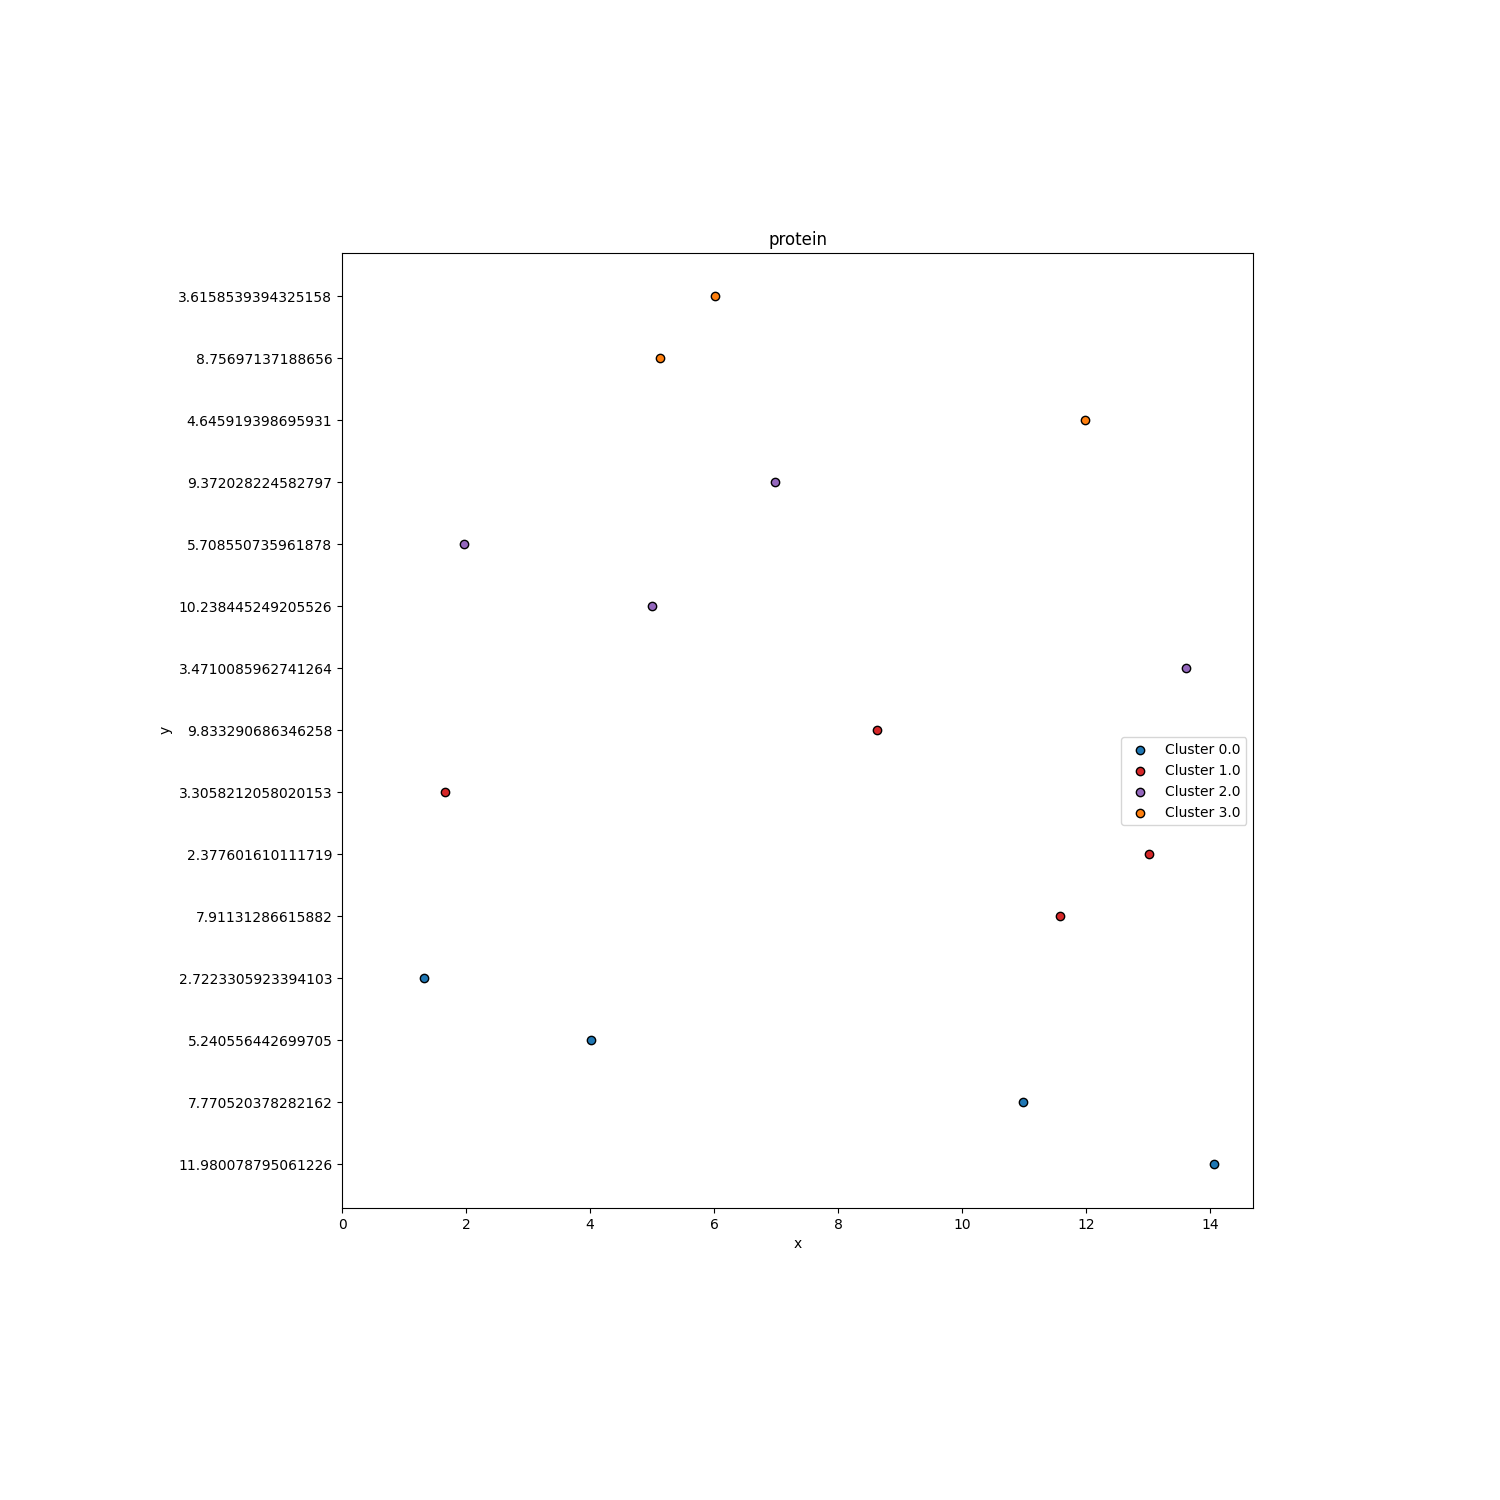 protein
3.6158539394325158
8.75697137188656
4.645919398695931
9.372028224582797
5.708550735961878
10.238445249205526
3.4710085962741264
y
9.833290686346258
3.3058212058020153
2.377601610111719
7.91131286615882
2.7223305923394103
5.240556442699705
7.770520378282162
11.980078795061226
Cluster 0.0
Cluster 1.0
Cluster 2.0
Cluster 3.0
0 2 4 6 8 10 12 14
x